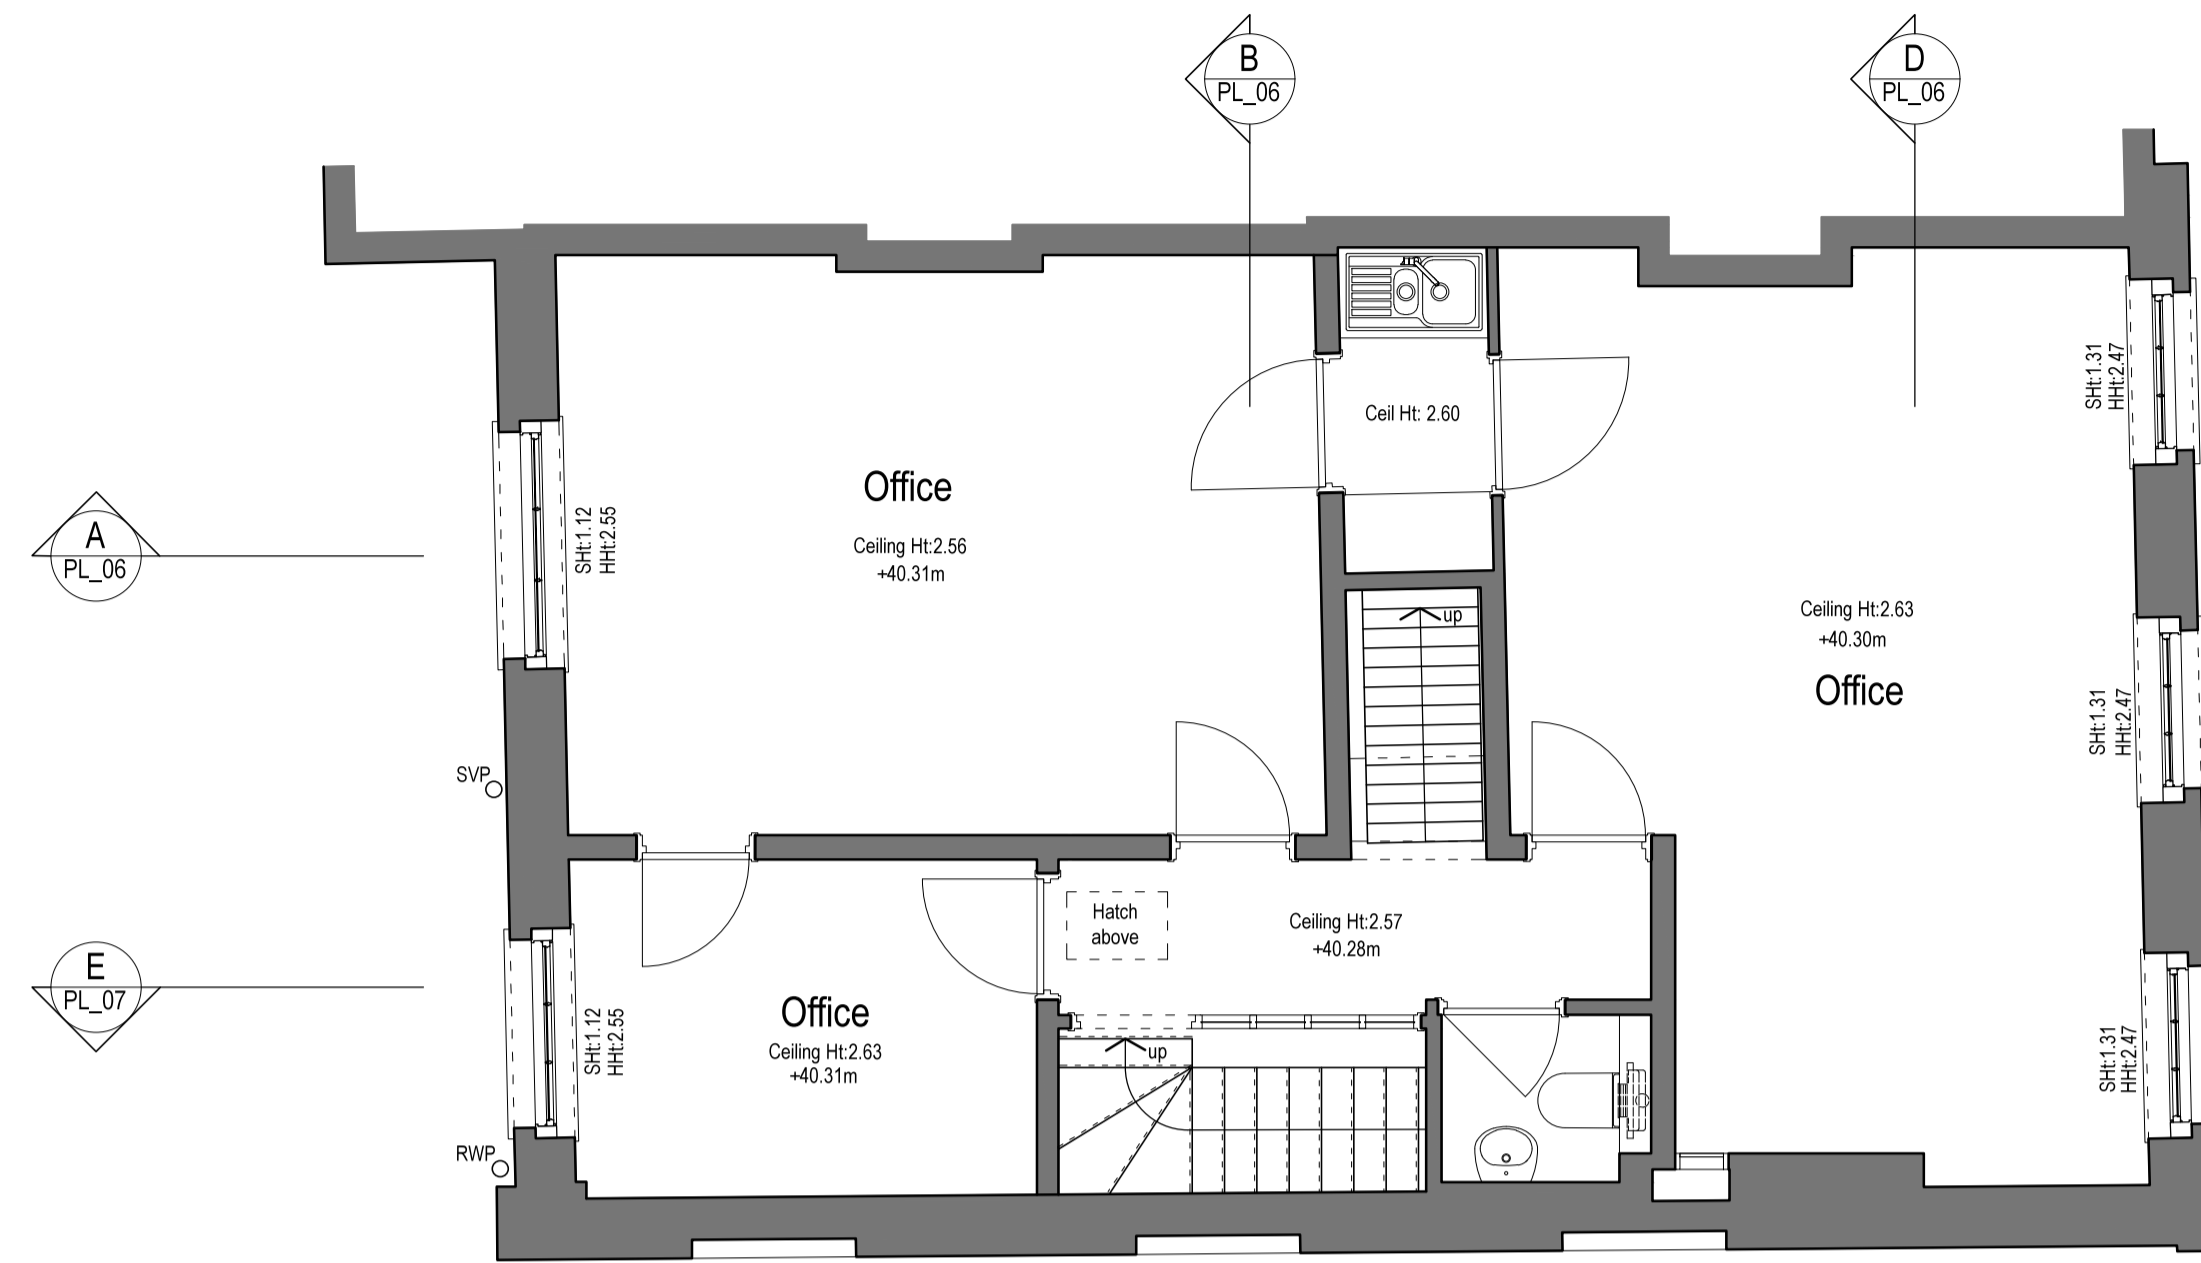 B
PL_06
D
PL_06
SHt:1.31
HHt:2.47
Ceil Ht: 2.60
Office
Ceiling Ht:2.56
+40.31m
SHt:1.12
HHt:2.55
A
PL_06
up
Ceiling Ht:2.63
+40.30m
Office
SHt:1.31
HHt:2.47
SVP
Hatch
above
Ceiling Ht:2.57
+40.28m
E
PL_07
Office
Ceiling Ht:2.63
+40.31m
SHt:1.12
HHt:2.55
up
SHt:1.31
HHt:2.47
RWP